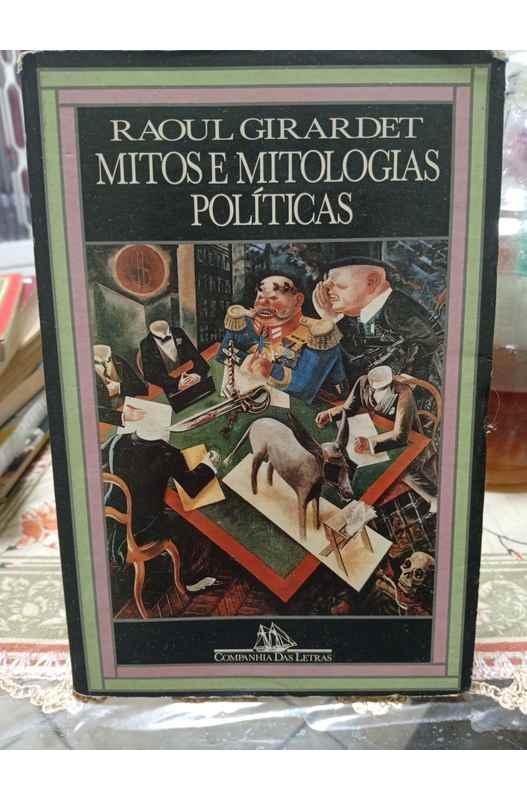 RAOUL GIRARDET
MITOS E MITOLOGIAS
POLÍTICAS
COMPANHIA DAS LETRAS